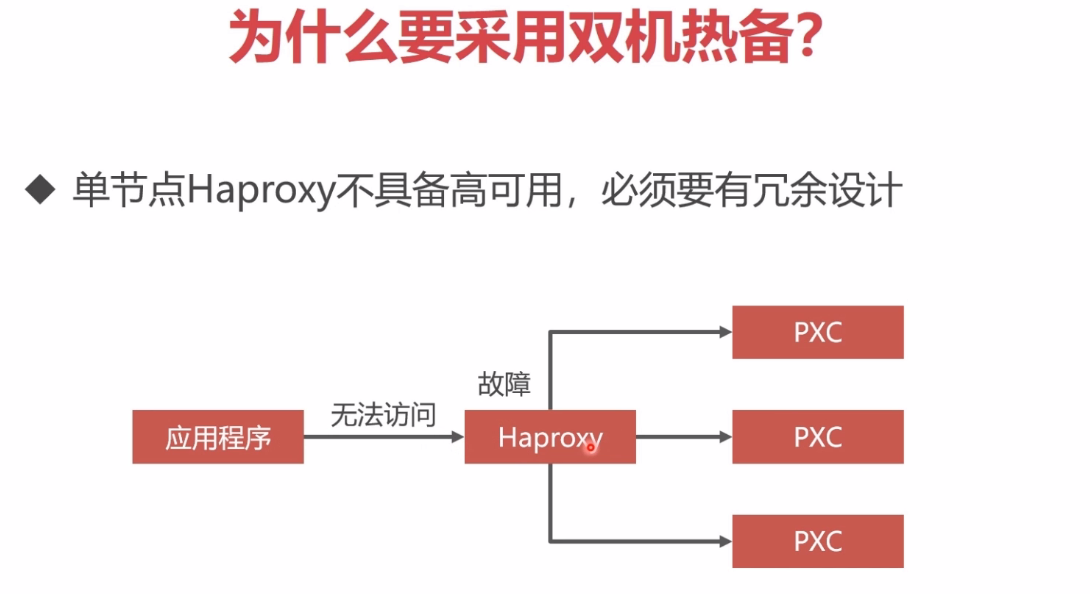 为什么要采用双机热备？
◆ 单节点Haproxy不具备高可用，必须要有冗余设计
PXC
故障
无法访问
应用程序
Haproxy
PXC
PXC